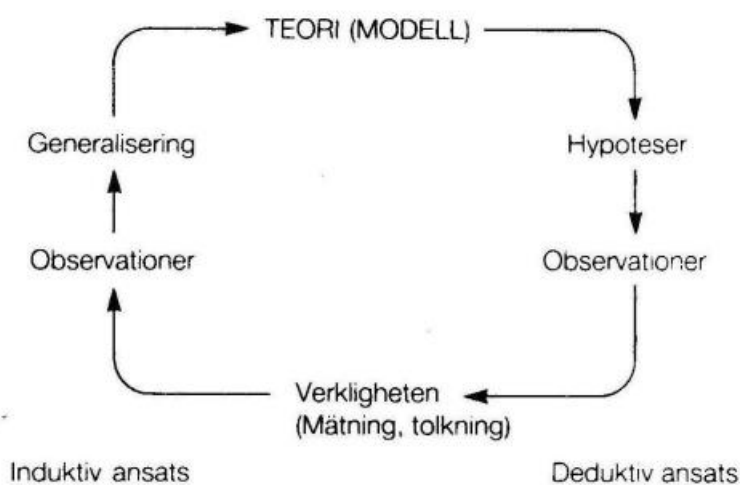 TEORI (MODELL)
Generalisering
Hypoteser
Observationer
Observationer
Verkligheten
(Mätning, tolkning)
Induktiv ansats
Deduktiv ansats